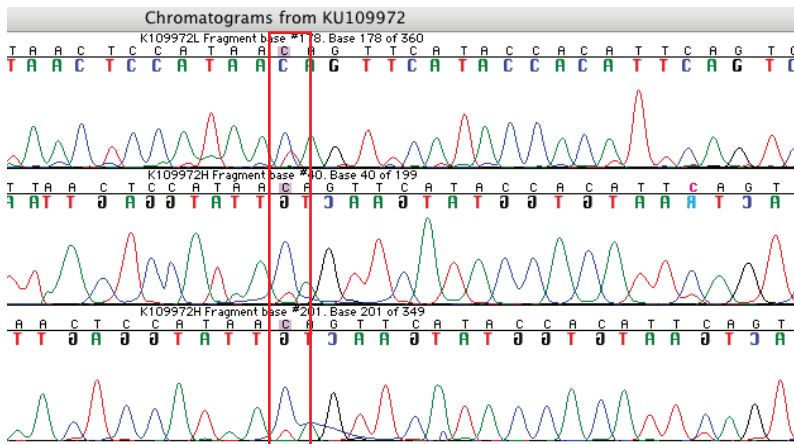 Chromatograms from KU109972
K109972L Fragment base #178. Base 178 of 360
T A A C T C C A T A A C A G T T C A T A C C A C A T T C A G T C
T A A C T C C A T A A C A G T T C A T A C C A C A T T C A G T C
K109972H Fragment base #40. Base 40 of 199
T T A A C T C C A T A A C A G T T C A T A C C A C A T T C A G T
A A T T G A G G T A T T G T C A A G T A T G G T G T A A R T C A
K109972H Fragment base #201. Base 201 of 349
A A C T C C A T A A C A G T T C A T A C C A C A T T C A G T
T T G A G G T A T T G T C A A G T A T G G T G T A A G T C A